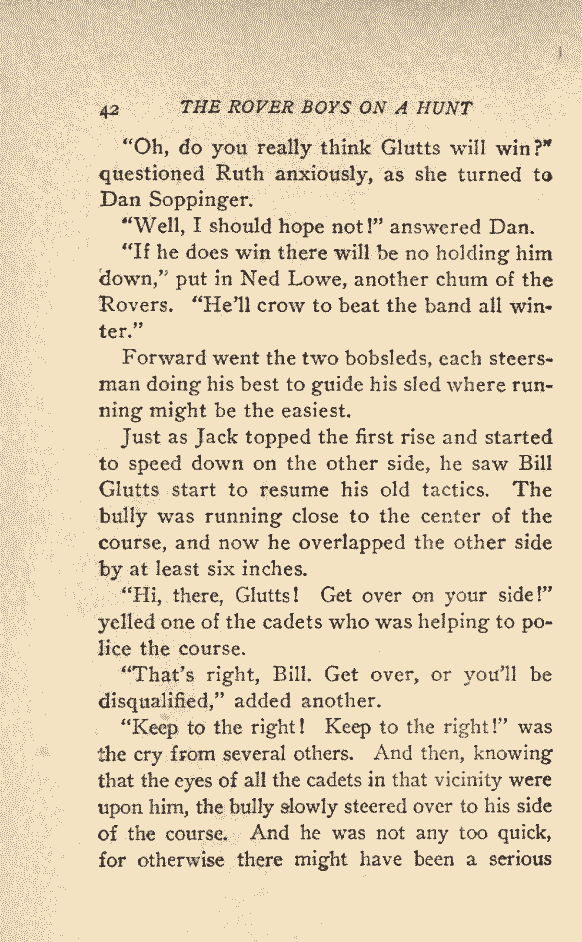 42 THE ROVER BOYS ON A HUNT
"Oh, do you really think Glutts will win?"
questioned Ruth anxiously, as she turned to
Dan Soppinger.
"Well, I should hope not!" answered Dan.
"If he does win there will be no holding him
down," put in Ned Lowe, another chum of the
Rovers. "He'll crow to beat the band all win-
ter."
Forward went the two bobsleds, each steers-
man doing his best to guide his sled where run-
ning might be the easiest.
Just as Jack topped the first rise and started
to speed down on the other side, he saw Bill
Glutts start to resume his old tactics. The
bully was running close to the center of the
course, and now he overlapped the other side
by at least six inches.
"Hi, there, Glutts! Get over on your side!"
yelled one of the cadets who was helping to po-
lice the course.
"That's right, Bill. Get over, or you'll be
disqualified," added another.
"Keep to the right! Keep to the right!" was
the cry from several others. And then, knowing
that the eyes of all the cadets in that vicinity were
upon him, the bully slowly steered over to his side
of the course. And he was not any too quick,
for otherwise there might have been a serious